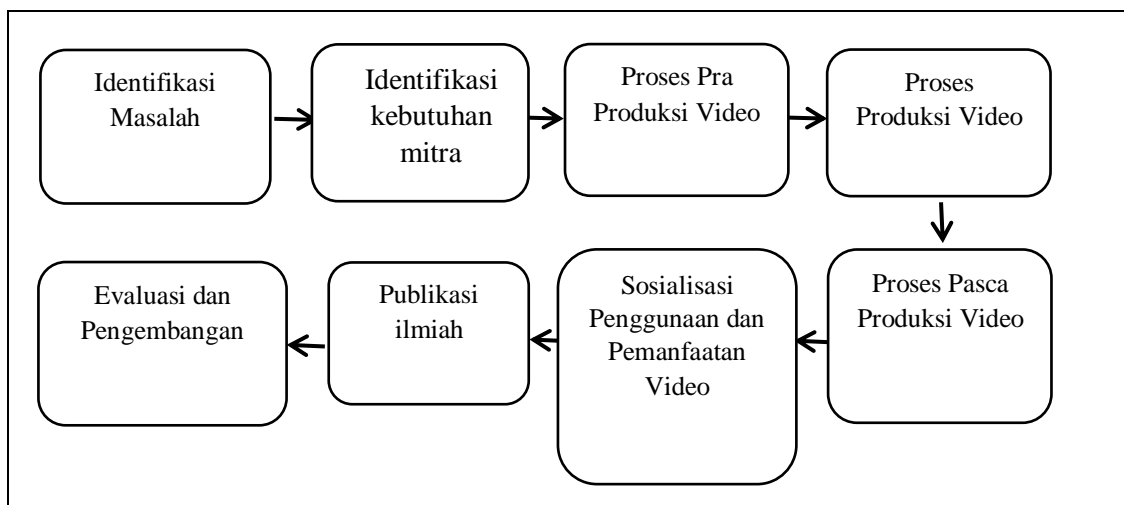 Identifikasi
Masalah
Identifikasi
kebutuhan
mitra
Proses Pra
Produksi Video
Proses
Produksi Video
Proses Pasca
Produksi Video
Sosialisasi
Penggunaan dan
Pemanfaatan
Video
Publikasi
ilmiah
Evaluasi dan
Pengembangan